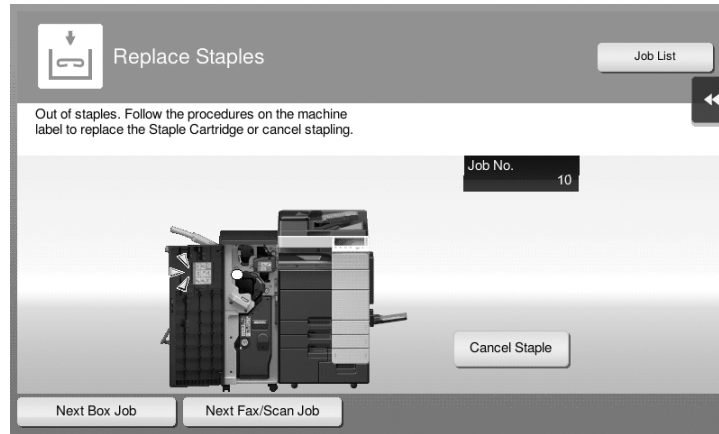 Replace Staples
Job List
Out of staples. Follow the procedures on the machine
label to replace the Staple Cartridge or cancel stapling.
Job No.
10
Cancel Staple
Next Box Job
Next Fax/Scan Job